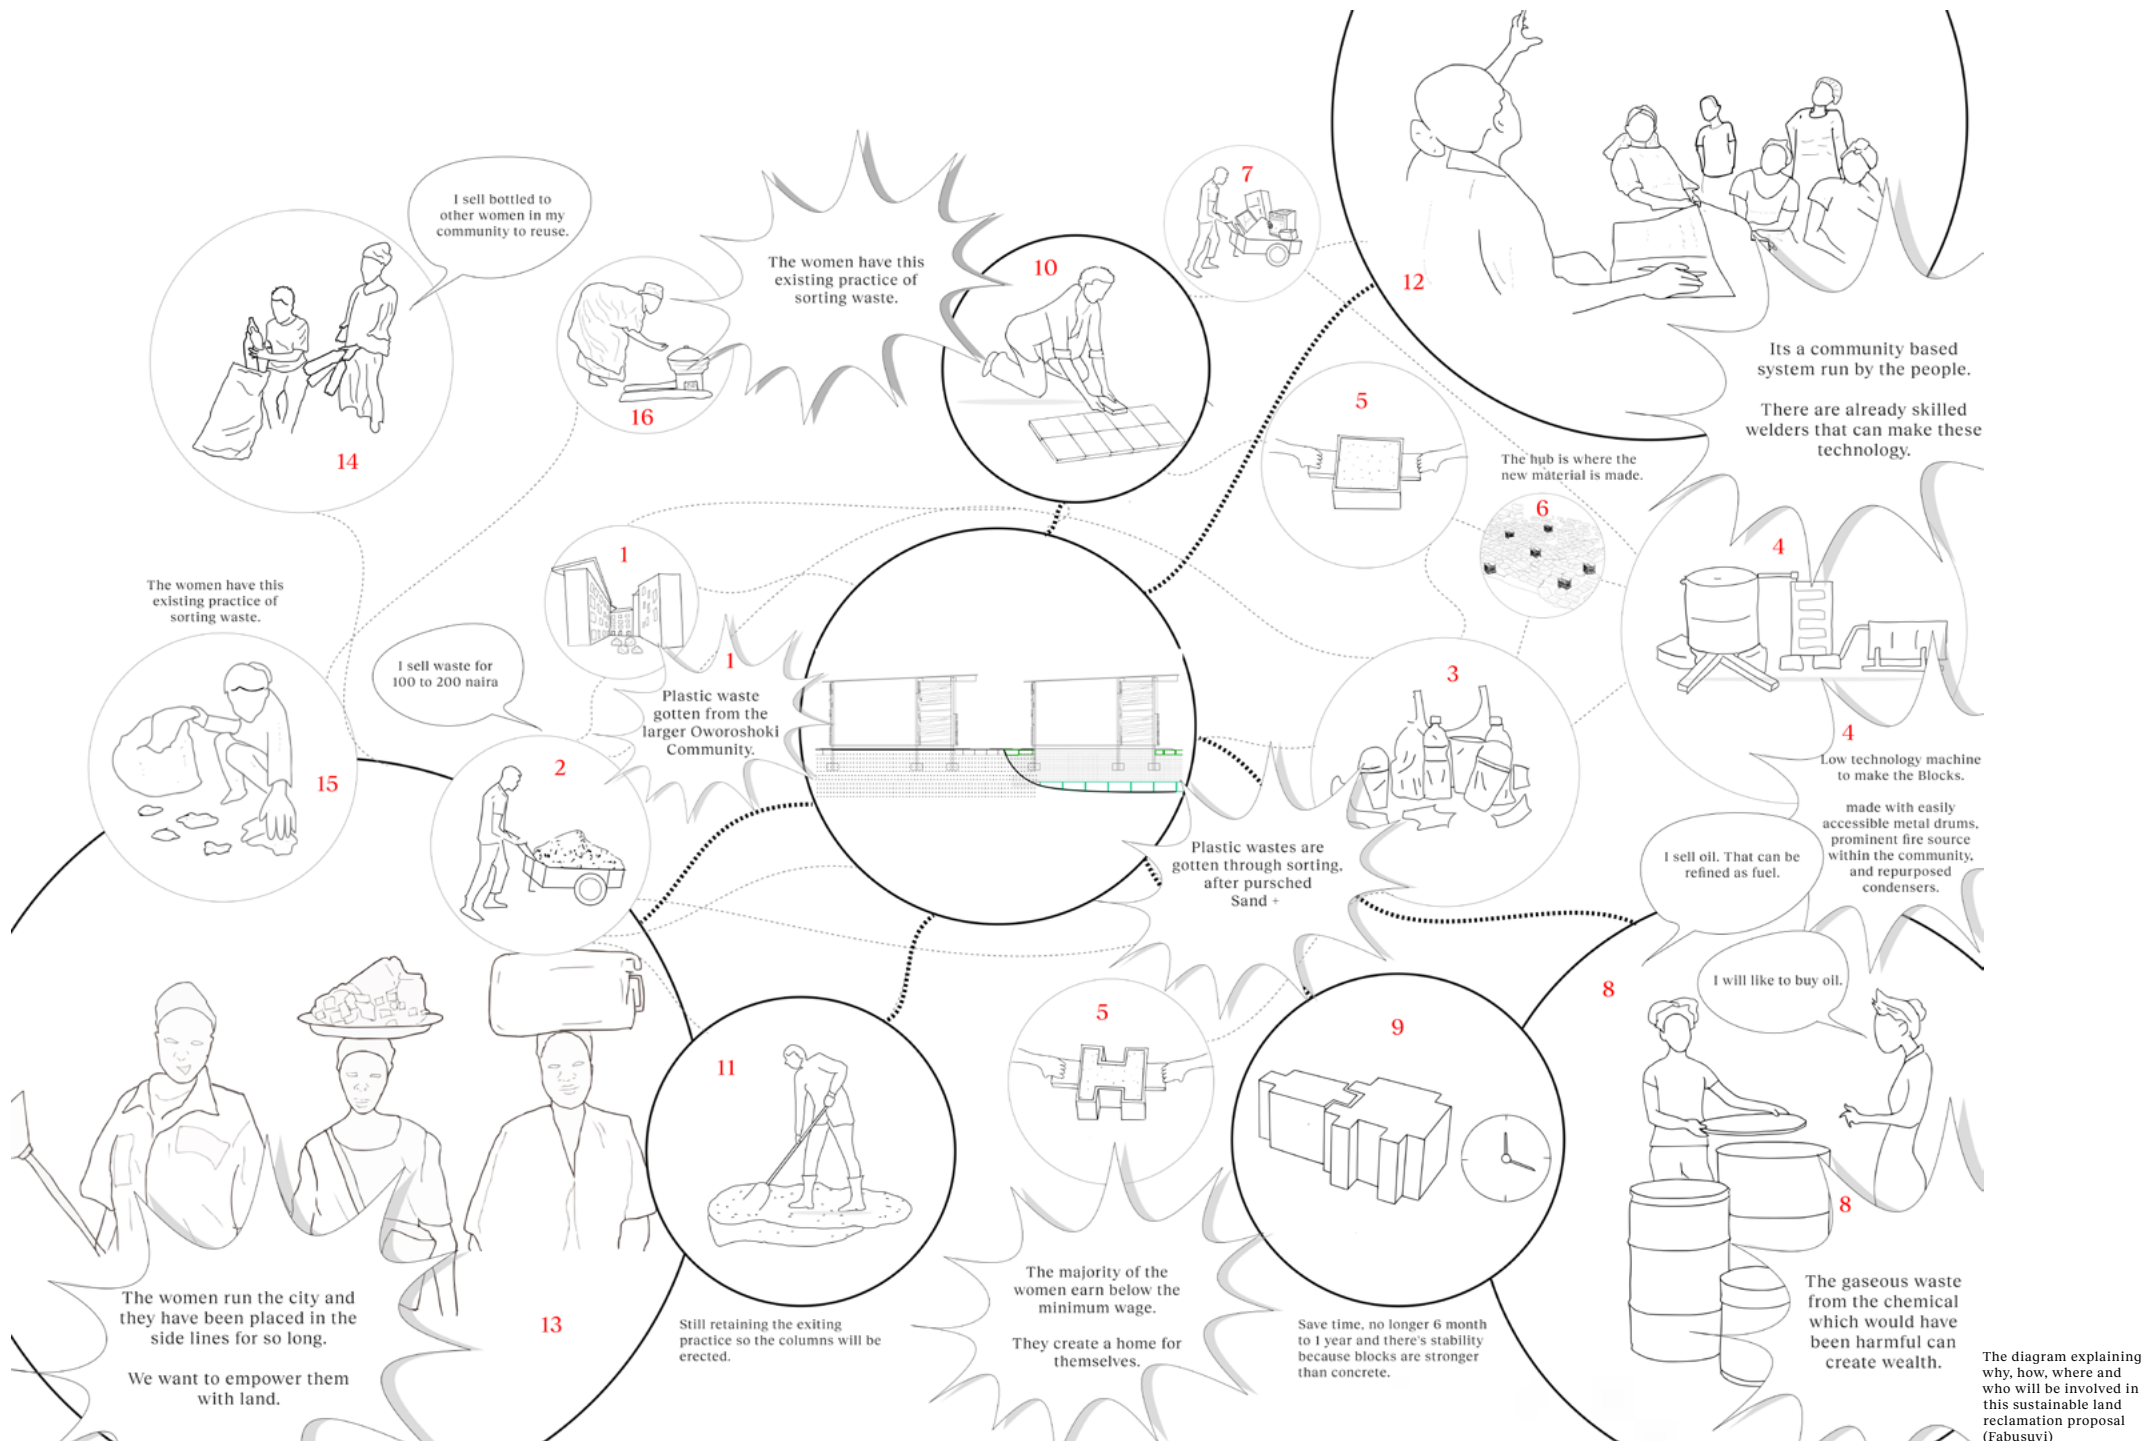 I sell bottled to
other women in my
community to reuse.
14
16
The women have this
existing practice of
sorting waste.
10
7
12
Its a community based
system run by the people.
There are already skilled
welders that can make these
technology.
5
The hub is where the
new material is made.
6
4
4
Low technology machine
to make the Blocks.
made with easily
accessible metal drums,
prominent fire source
within the community,
and repurposed
condensers.
The women have this
existing practice of
sorting waste.
15
I sell waste for
100 to 200 naira
2
1
1
Plastic waste
gotten from the
larger Oworoshoki
Community.
3
Plastic wastes are
gotten through sorting,
after pursched
Sand +
I sell oil. That can be
refined as fuel.
I will like to buy oil.
8
8
The gaseous waste
from the chemical
which would have
been harmful can
create wealth.
The women run the city and
they have been placed in the
side lines for so long.
We want to empower them
with land.
13
11
Still retaining the exiting
practice so the columns will be
erected.
5
The majority of the
women earn below the
minimum wage.
They create a home for
themselves.
9
Save time, no longer 6 month
to 1 year and there's stability
because blocks are stronger
than concrete.
The diagram explaining
why, how, where and
who will be involved in
this sustainable land
reclamation proposal
(Fabusuyi)